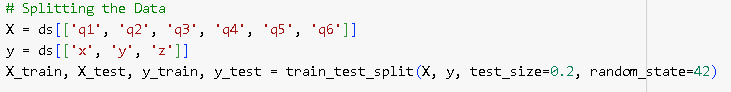 # Splitting the Data
X = ds[['q1', 'q2', 'q3', 'q4', 'q5', 'q6']]
y = ds[['x', 'y', 'z']]
X_train, X_test, y_train, y_test = train_test_split(X, y, test_size=0.2, random_state=42)